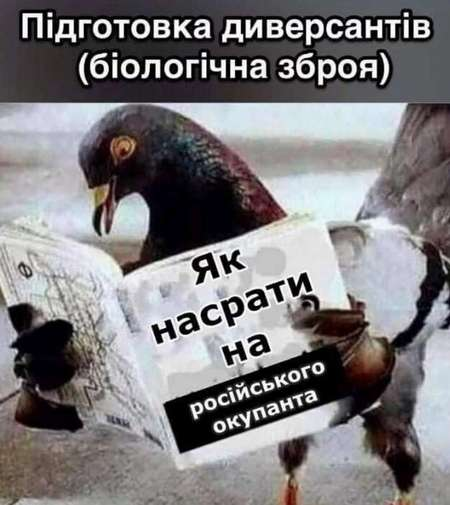 Підготовка диверсантів
(біологічна зброя)
Як
насрати
на
російського
окупанта